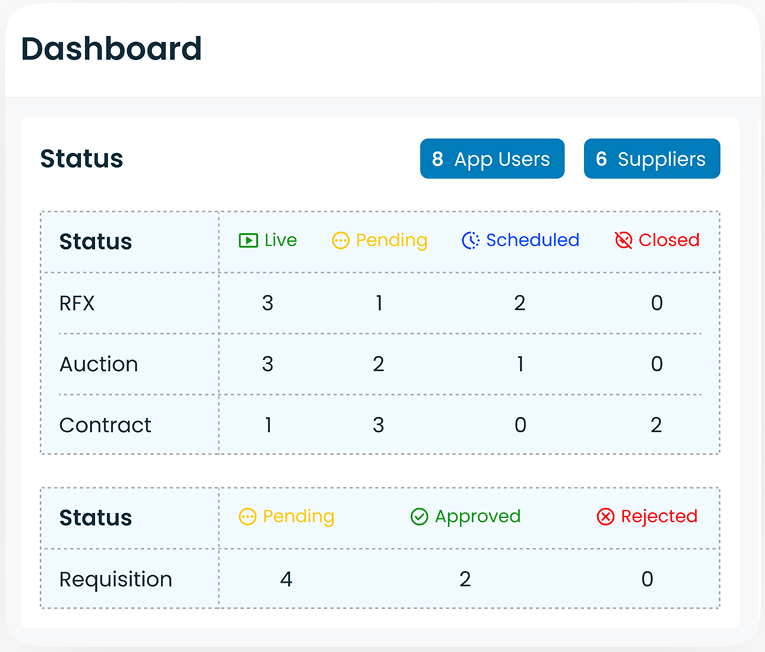 Dashboard
Status 8 App Users 6 Suppliers
Status Live Pending Scheduled Closed
RFX 3 1 2 0
Auction 3 2 1 0
Contract 1 3 0 2
Status Pending Approved Rejected
Requisition 4 2 0